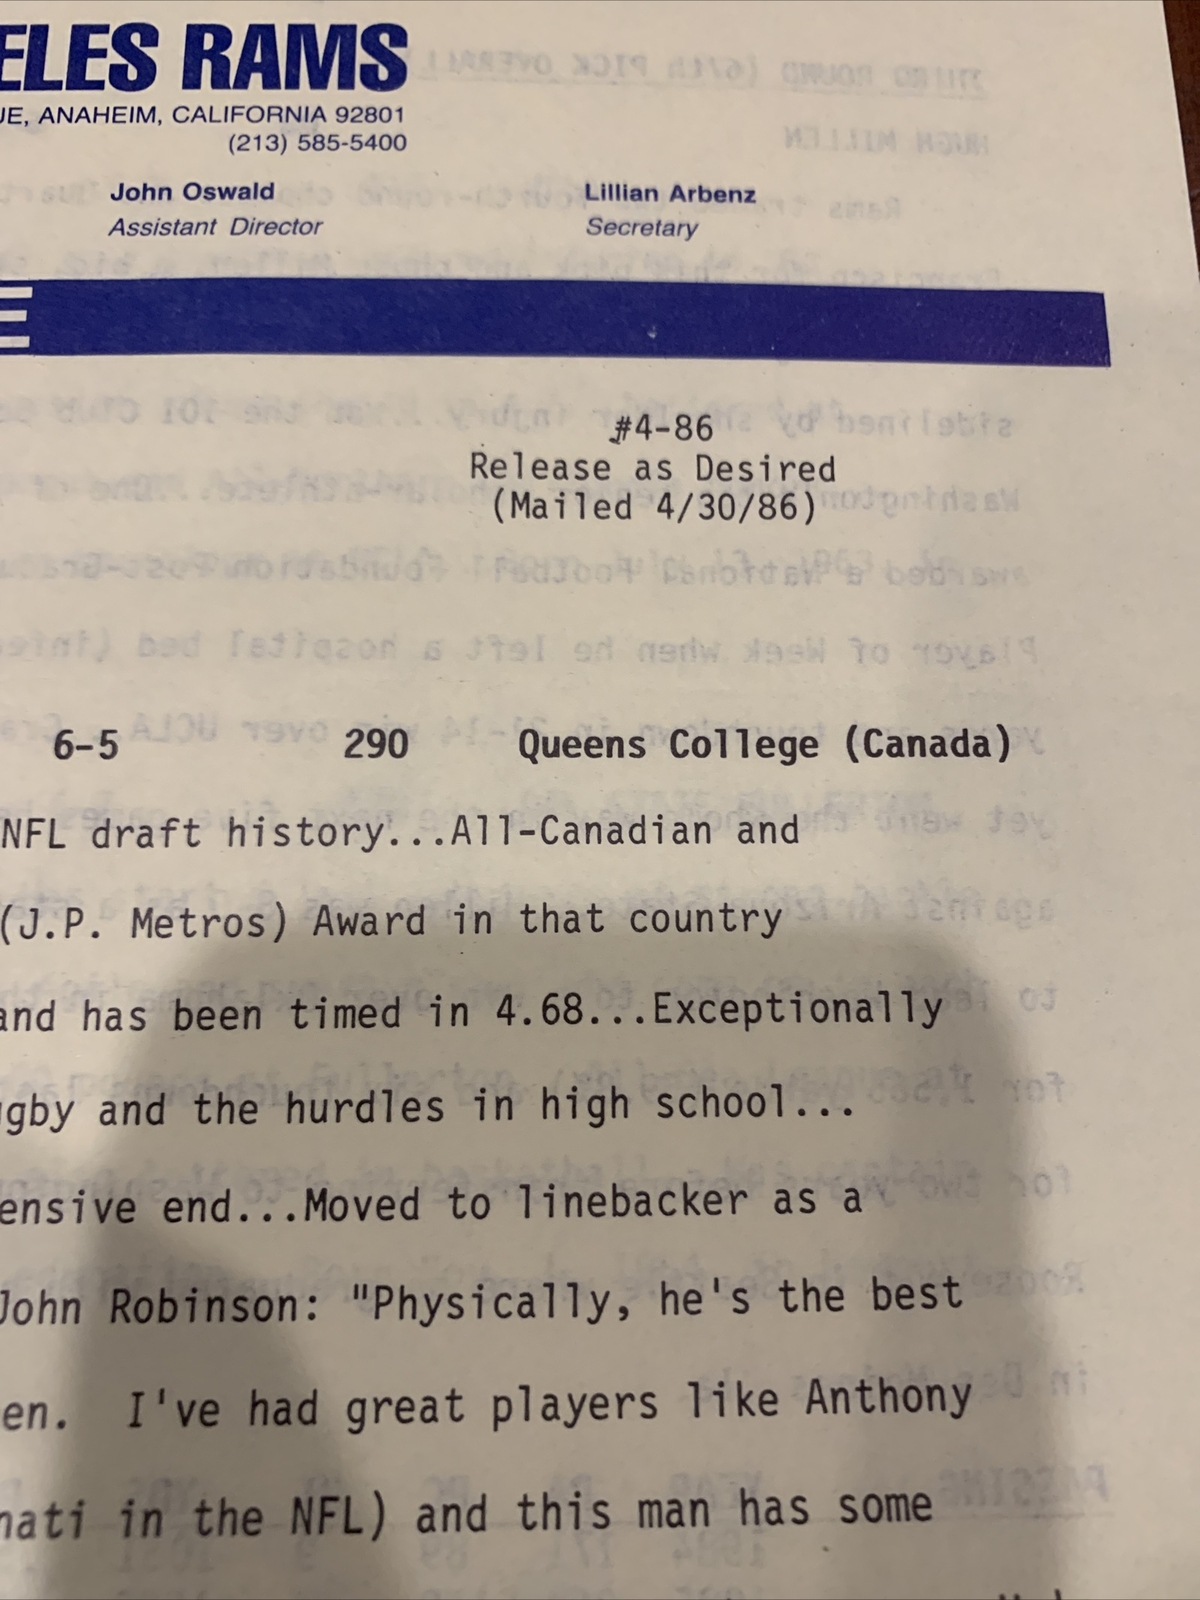 ELES RAMS
UE, ANAHEIM, CALIFORNIA 92801
(213) 585-5400
John Oswald
Assistant Director
Lillian Arbenz
Secretary
E
#4-86
Release as Desired
(Mailed 4/30/86)
6-5 290 Queens College (Canada)
NFL draft history...All-Canadian and
(J.P. Metros) Award in that country
and has been timed in 4.68...Exceptionally
ugby and the hurdles in high school...
ensive end...Moved to linebacker as a
John Robinson: "Physically, he's the best
en. I've had great players like Anthony
nati in the NFL) and this man has some